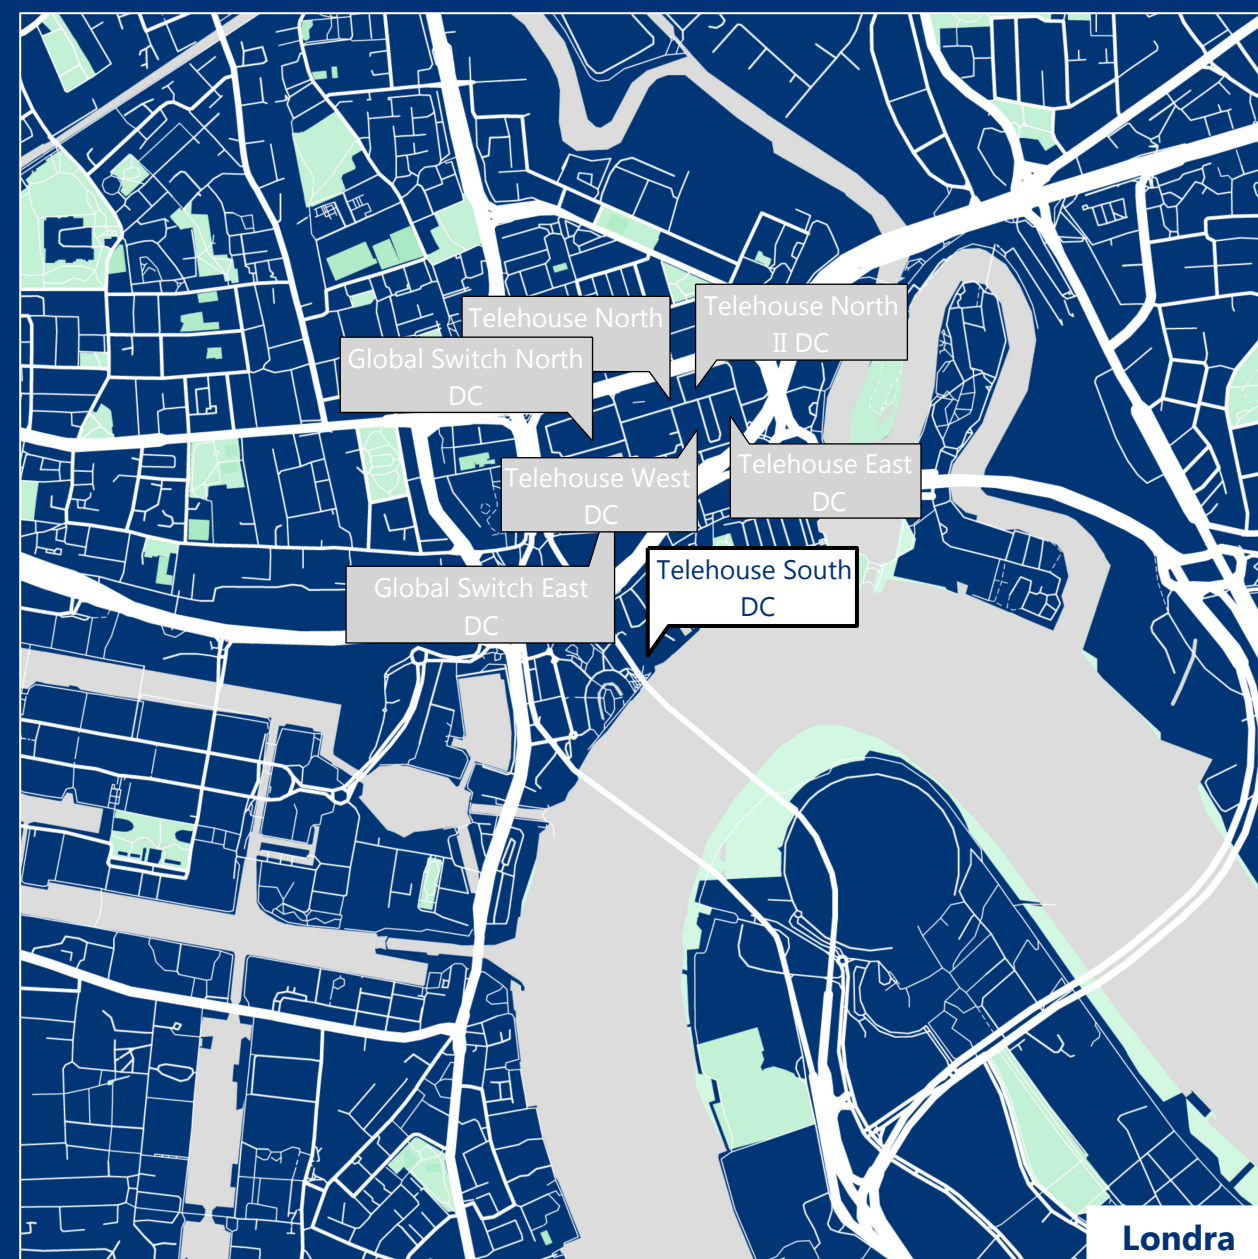 Telehouse North
Telehouse North
II DC
Global Switch North
DC
Telehouse West
DC
Telehouse East
DC
Telehouse South
DC
Global Switch East
DC
Londra